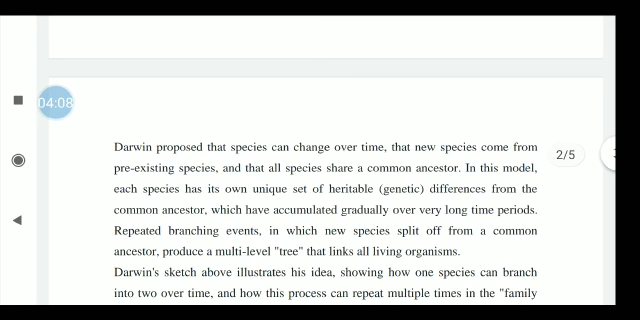 04:08
Darwin proposed that species can change over time, that new species come from
2/5
pre-existing species, and that all species share a common ancestor. In this model,
each species has its own unique set of heritable (genetic) differences from the
common ancestor, which have accumulated gradually over very long time periods.
Repeated branching events, in which new species split off from a common
ancestor, produce a multi-level "tree" that links all living organisms.
Darwin's sketch above illustrates his idea, showing how one species can branch
into two over time, and how this process can repeat multiple times in the "family